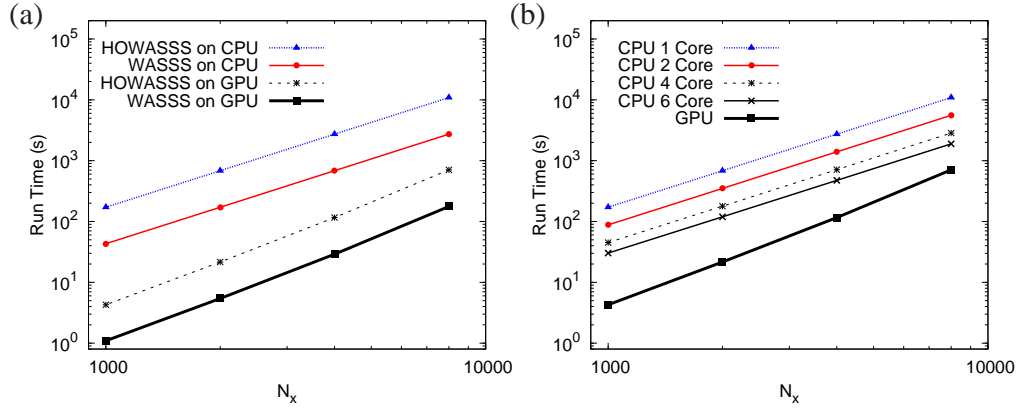 (a)
HOWASSS on CPU
WASSS on CPU
HOWASSS on GPU
WASSS on GPU
10^5
10^4
10^3
10^2
10^1
10^0
Run Time (s)
1000
10000
N_x
(b)
CPU 1 Core
CPU 2 Core
CPU 4 Core
CPU 6 Core
GPU
10^5
10^4
10^3
10^2
10^1
10^0
Run Time (s)
1000
10000
N_x